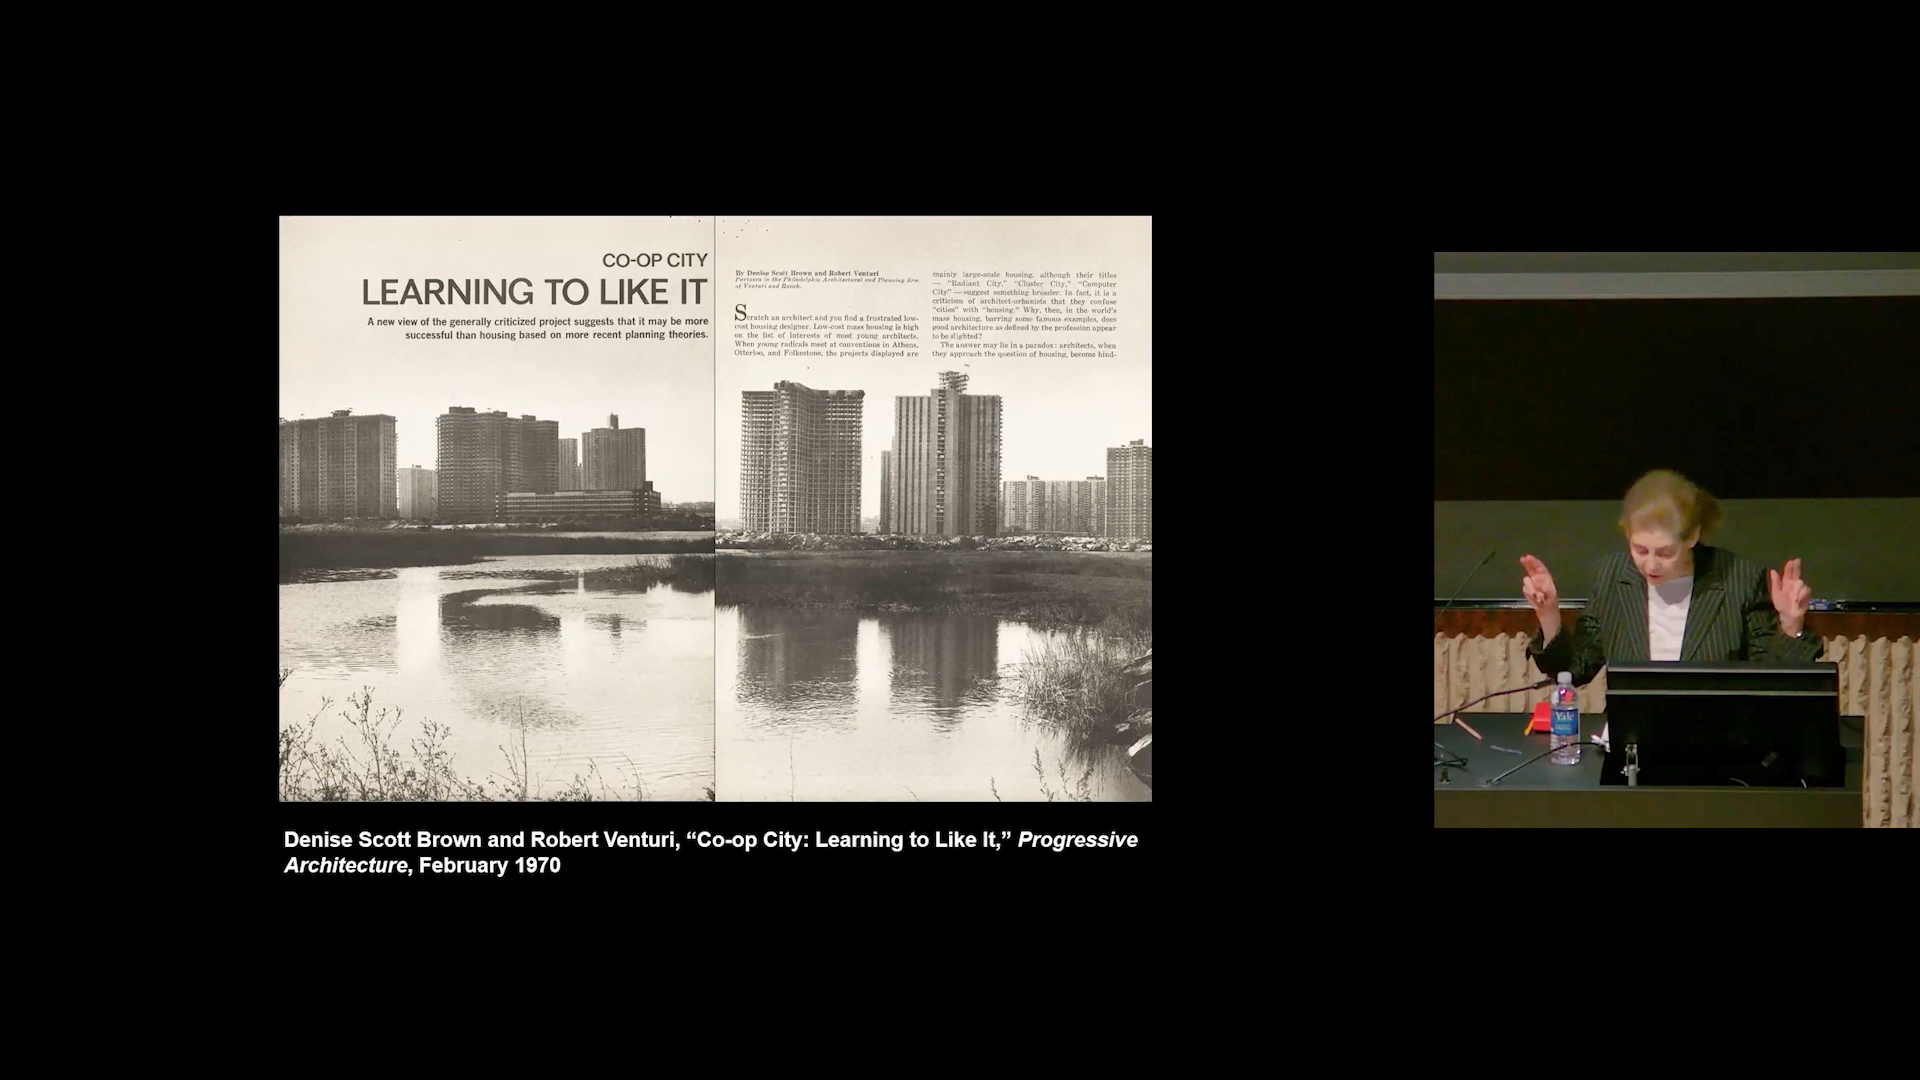 CO-OP CITY
LEARNING TO LIKE IT
A new view of the generally criticized project suggests that it may be more
successful than housing based on more recent planning theories.
By Denise Scott Brown and Robert Venturi
Partners in the Philadelphia Architectural and Planning firm
of Venturi and Rauch.
Scratch an architect and you find a frustrated low-
cost housing designer. Low-cost mass housing is high
on the list of interests of most young architects.
When young radicals meet at conventions in Athens,
Otterloo, and Folkestone, the projects displayed are
mainly large-scale housing, although their titles
— "Radiant City," "Cluster City," "Computer
City" — suggest something broader. In fact, it is a
criticism of architect-urbanists that they confuse
"cities" with "housing." Why, then, in the world's
mass housing, barring some famous examples, does
good architecture as defined by the profession appear
to be slighted?
The answer may lie in a paradox: architects, when
they approach the question of housing, become hind-
Denise Scott Brown and Robert Venturi, “Co-op City: Learning to Like It,” Progressive
Architecture, February 1970
Yale